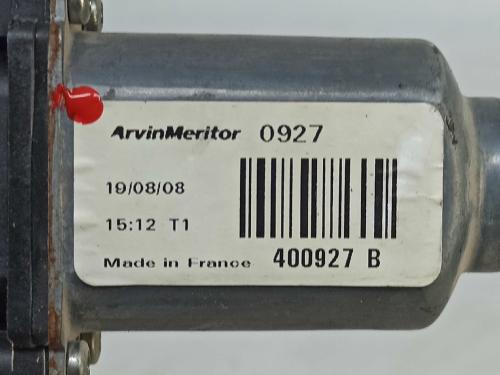 ArvinMeritor 0927
19/08/08
15:12 T1
Made in France 400927 B